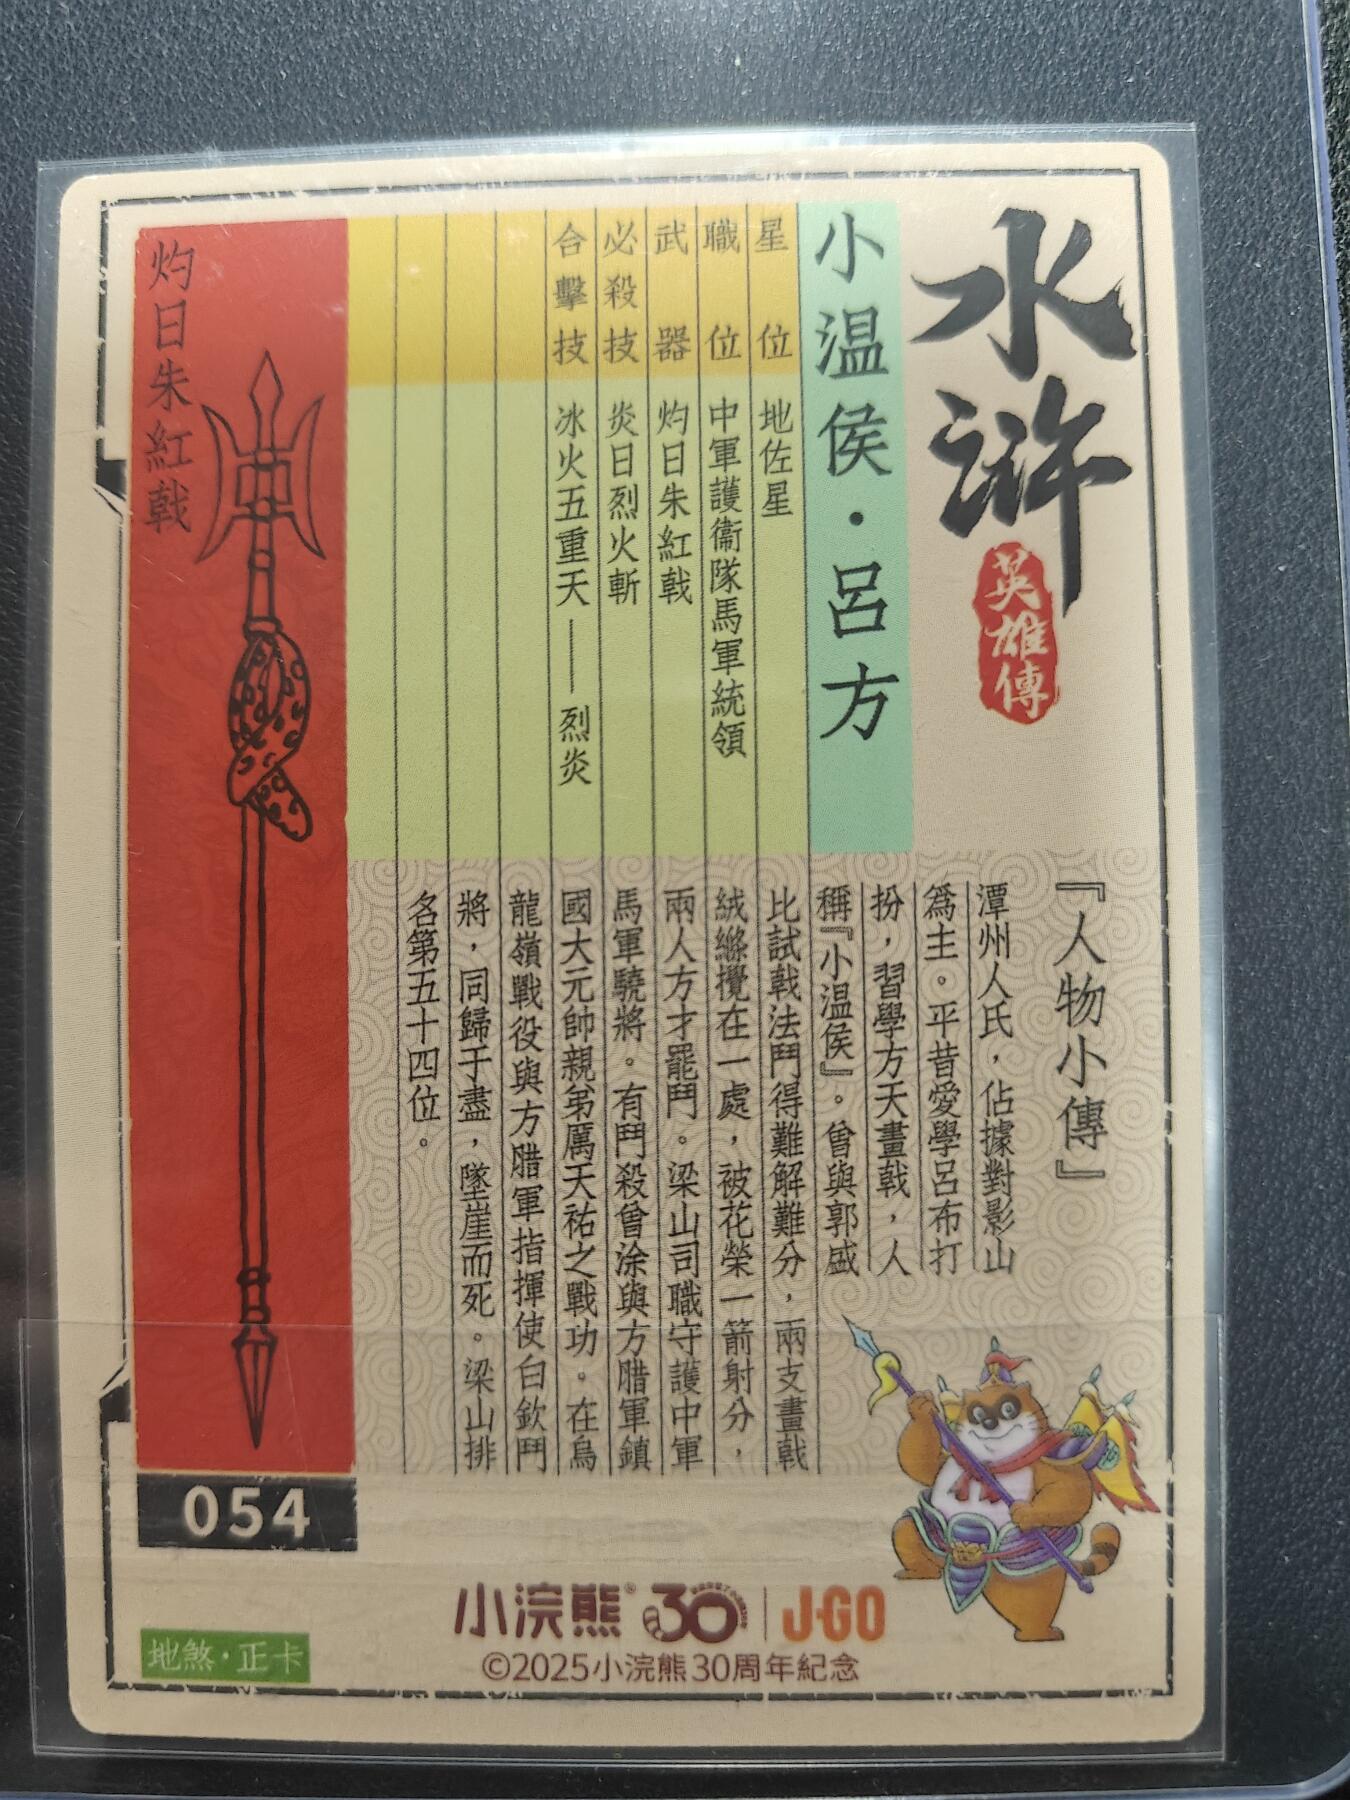 水滸
英雄傳
小温侯·呂方
星位 地佐星
職位 中軍護衞隊馬軍統領
武器 灼日朱紅戟
必殺技 炎日烈火斬
合擊技 冰火五重天——烈炎
『人物小傳』
潭州人氏，佔據對影山
為主。平昔愛學呂布打
扮，習學方天畫戟，人
稱『小温侯』。曾與郭盛
比試戟法鬥得難解難分，兩支畫戟
絨縧攪在一處，被花榮一箭射分，
兩人方才罷鬥。梁山司職守護中軍
馬軍驍將。有鬥殺曾涂與方腊軍鎮
國大元帥親弟厲天祐之戰功。在烏
龍嶺戰役與方腊軍指揮使白欽鬥
將，同歸于盡，墜崖而死。梁山排
名第五十四位。
灼日朱紅戟
054
地煞·正卡
小浣熊® 30 | J·GO
©2025小浣熊30周年紀念